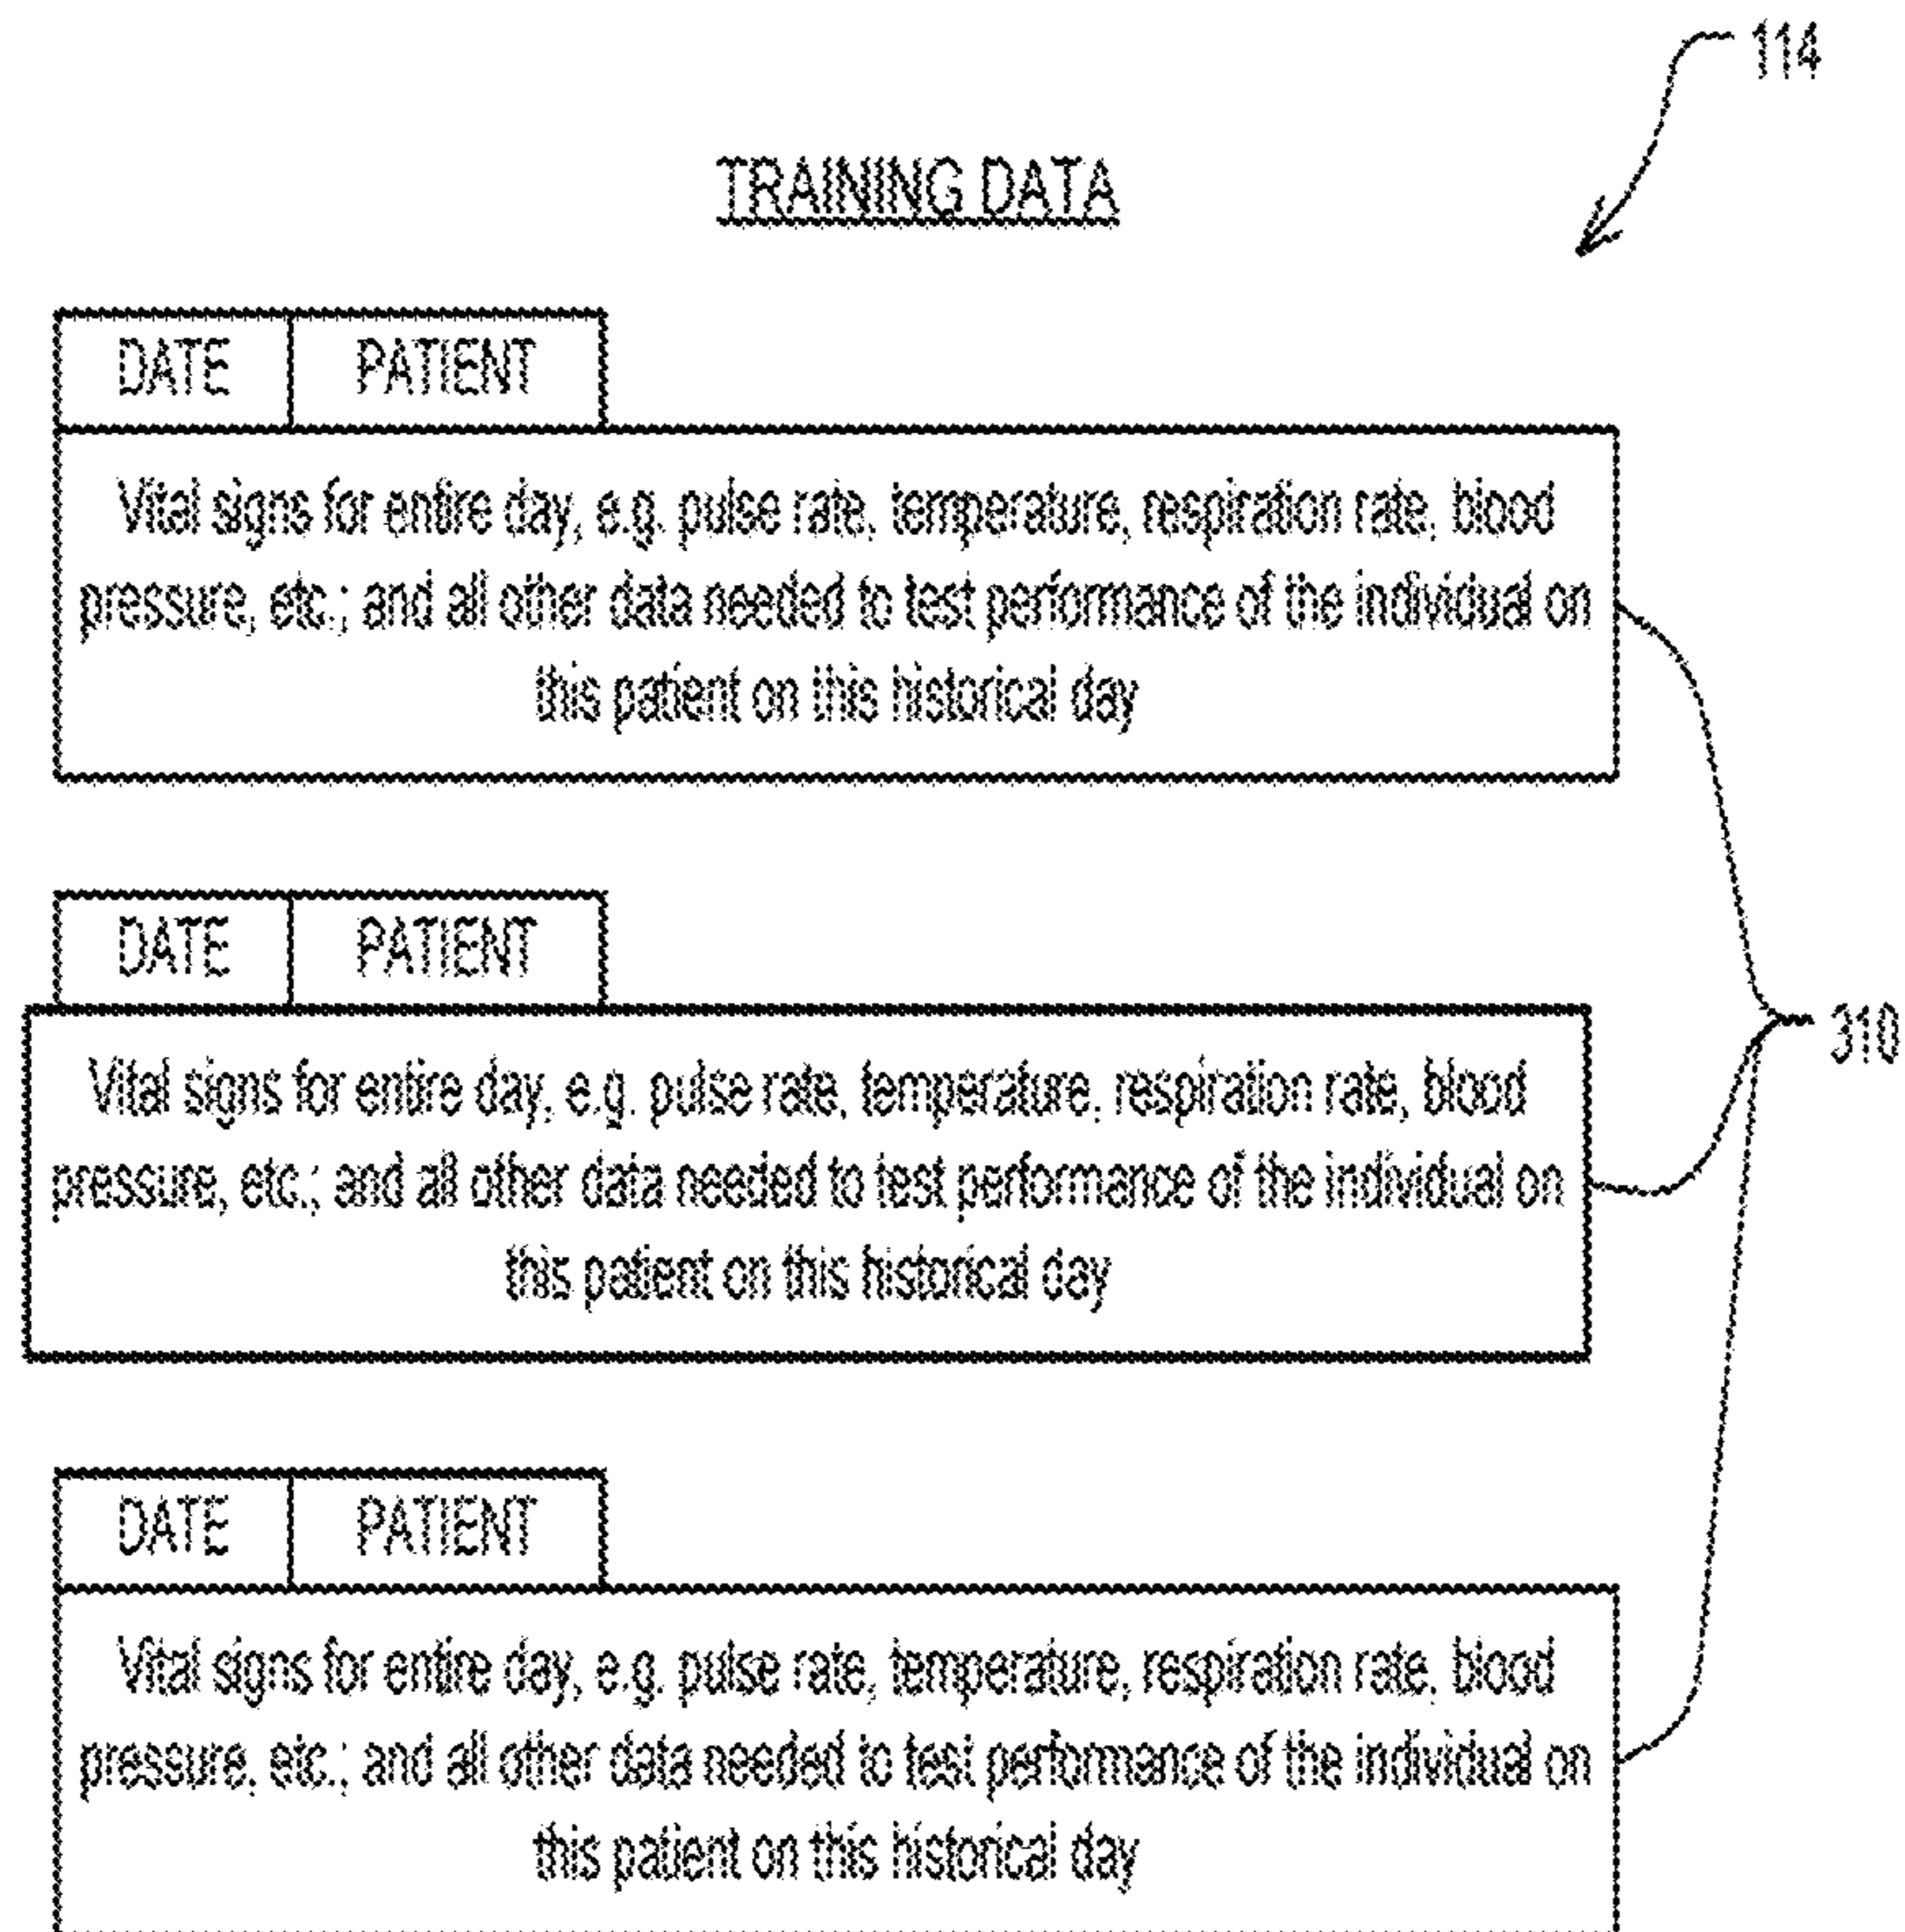 114
TRAINING DATA
DATE PATIENT
Vital signs for entire day, e.g. pulse rate, temperature, respiration rate, blood
pressure, etc.; and all other data needed to test performance of the individual on
this patient on this historical day
DATE PATIENT
310
Vital signs for entire day, e.g. pulse rate, temperature, respiration rate, blood
pressure, etc.; and all other data needed to test performance of the individual on
this patient on this historical day
DATE PATIENT
Vital signs for entire day, e.g. pulse rate, temperature, respiration rate, blood
pressure, etc.; and all other data needed to test performance of the individual on
this patient on this historical day